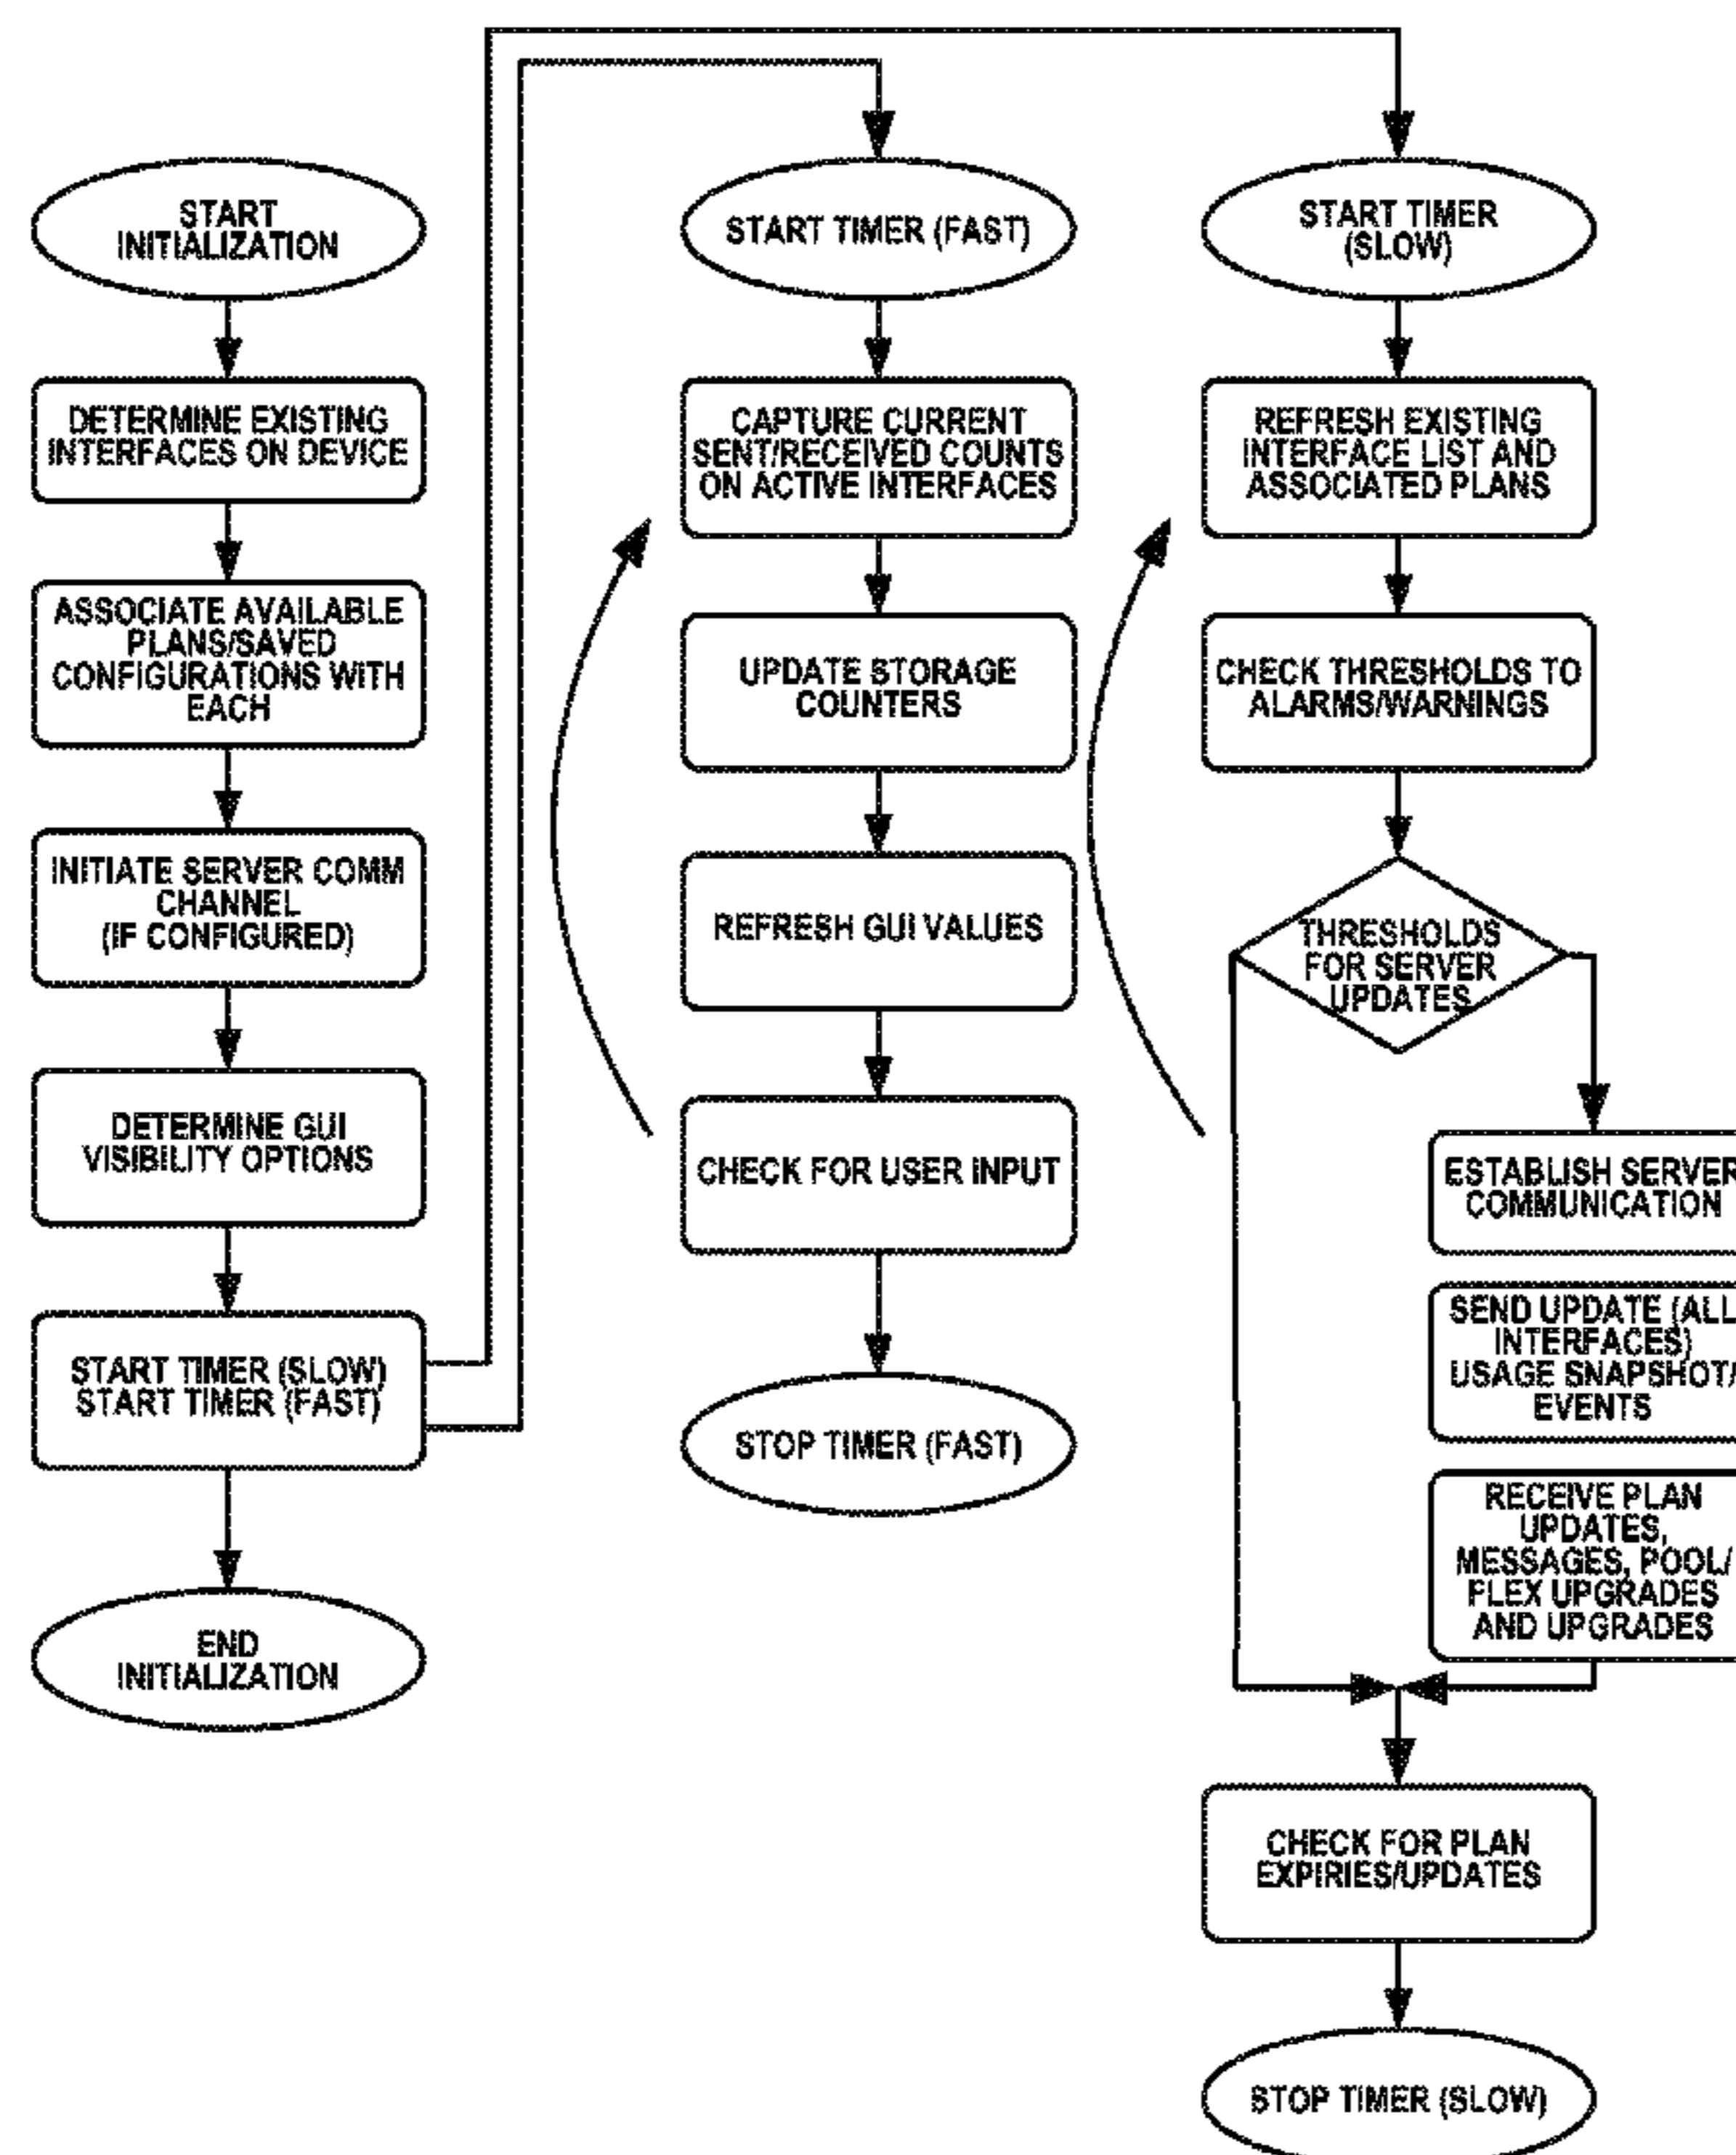 START
INITIALIZATION
DETERMINE EXISTING
INTERFACES ON DEVICE
ASSOCIATE AVAILABLE
PLANS/SAVED
CONFIGURATIONS WITH
EACH
INITIATE SERVER COMM
CHANNEL
(IF CONFIGURED)
DETERMINE GUI
VISIBILITY OPTIONS
START TIMER (SLOW)
START TIMER (FAST)
END
INITIALIZATION
START TIMER (FAST)
CAPTURE CURRENT
SENT/RECEIVED COUNTS
ON ACTIVE INTERFACES
UPDATE STORAGE
COUNTERS
REFRESH GUI VALUES
CHECK FOR USER INPUT
STOP TIMER (FAST)
START TIMER
(SLOW)
REFRESH EXISTING
INTERFACE LIST AND
ASSOCIATED PLANS
CHECK THRESHOLDS TO
ALARMS/WARNINGS
THRESHOLDS
FOR SERVER
UPDATES
ESTABLISH SERVER
COMMUNICATION
SEND UPDATE (ALL
INTERFACES)
USAGE SNAPSHOT/
EVENTS
RECEIVE PLAN
UPDATES,
MESSAGES, POOL/
FLEX UPGRADES
AND UPGRADES
CHECK FOR PLAN
EXPIRIES/UPDATES
STOP TIMER (SLOW)